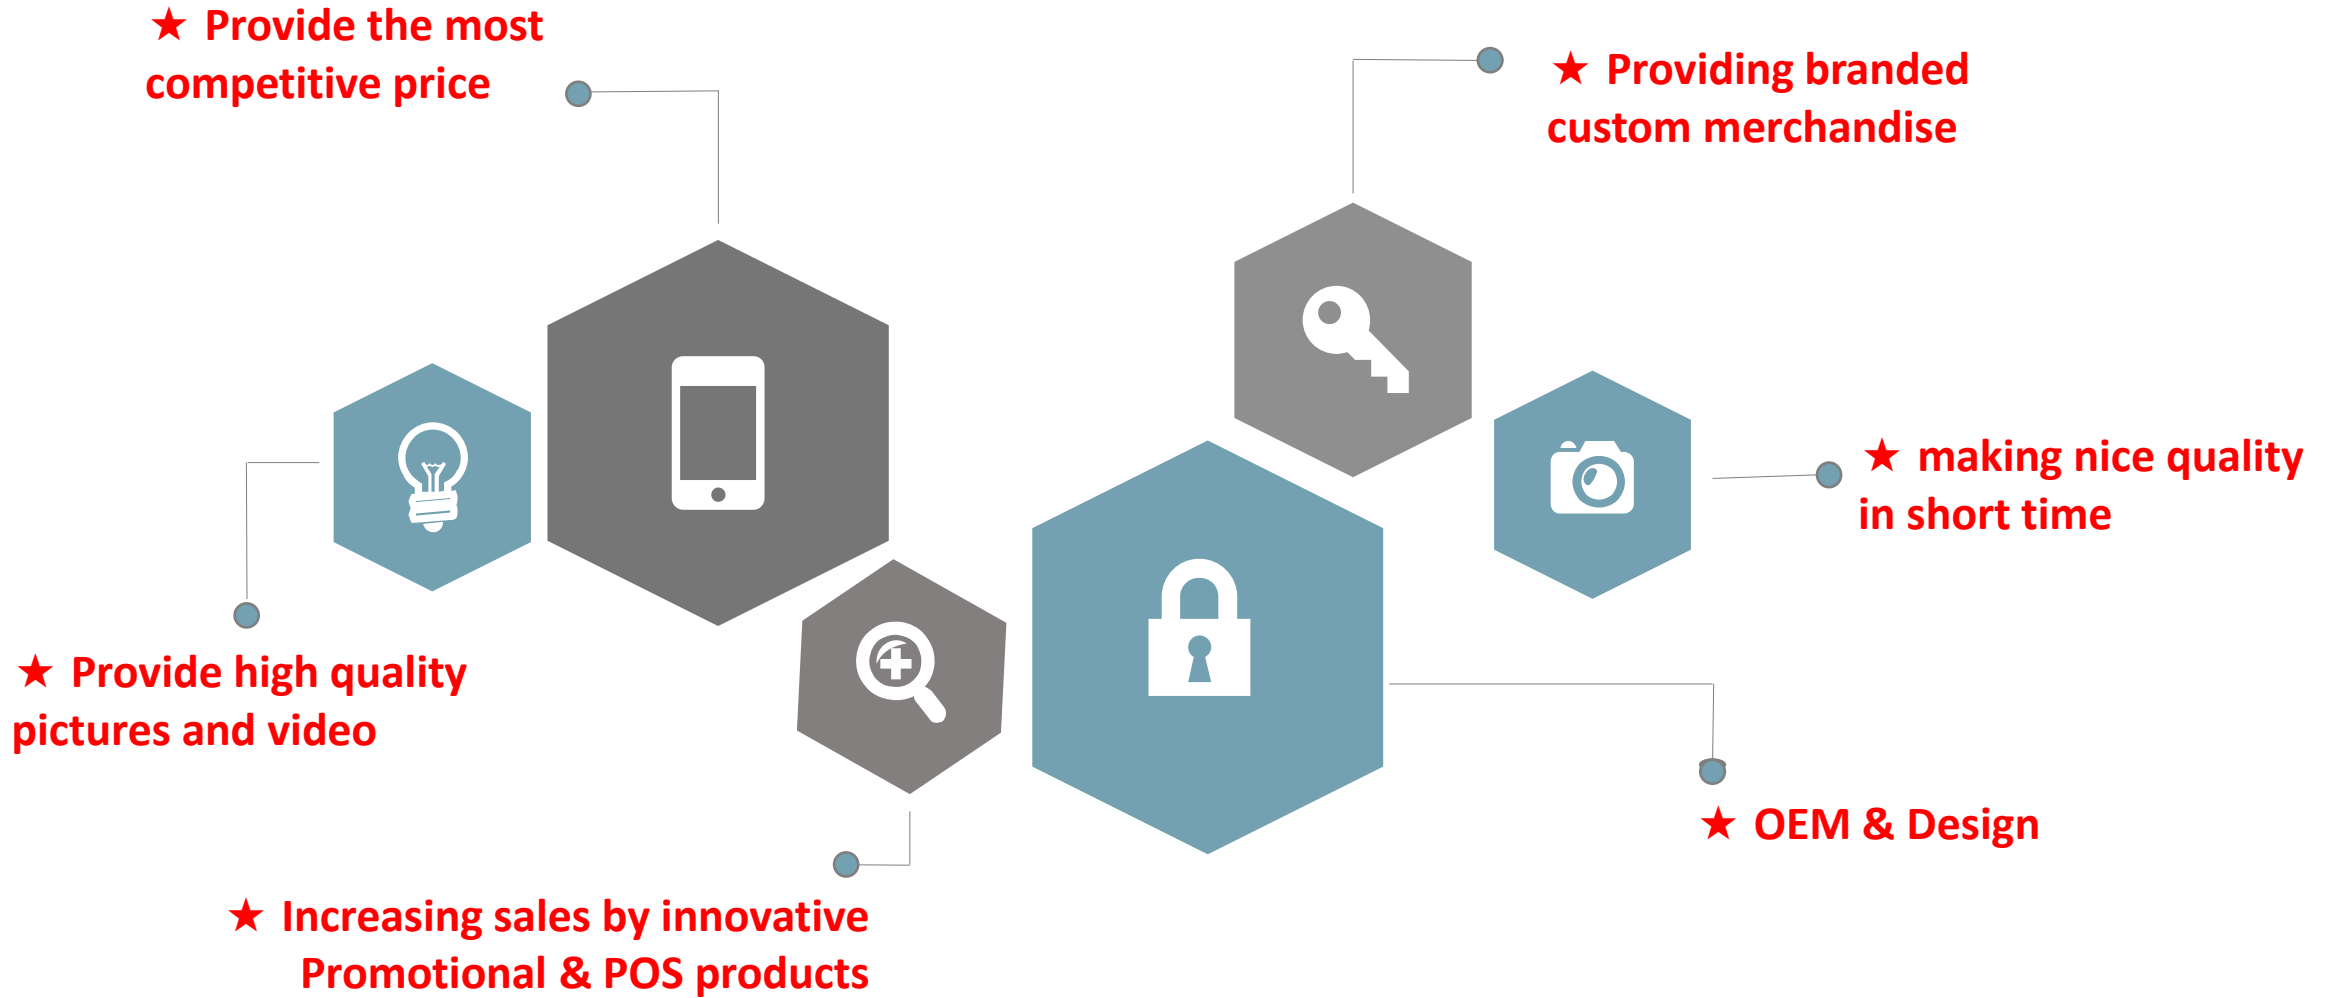 ★ Provide the most
competitive price
★ Providing branded
custom merchandise
★ making nice quality
in short time
★ Provide high quality
pictures and video
★ OEM & Design
★ Increasing sales by innovative
Promotional & POS products